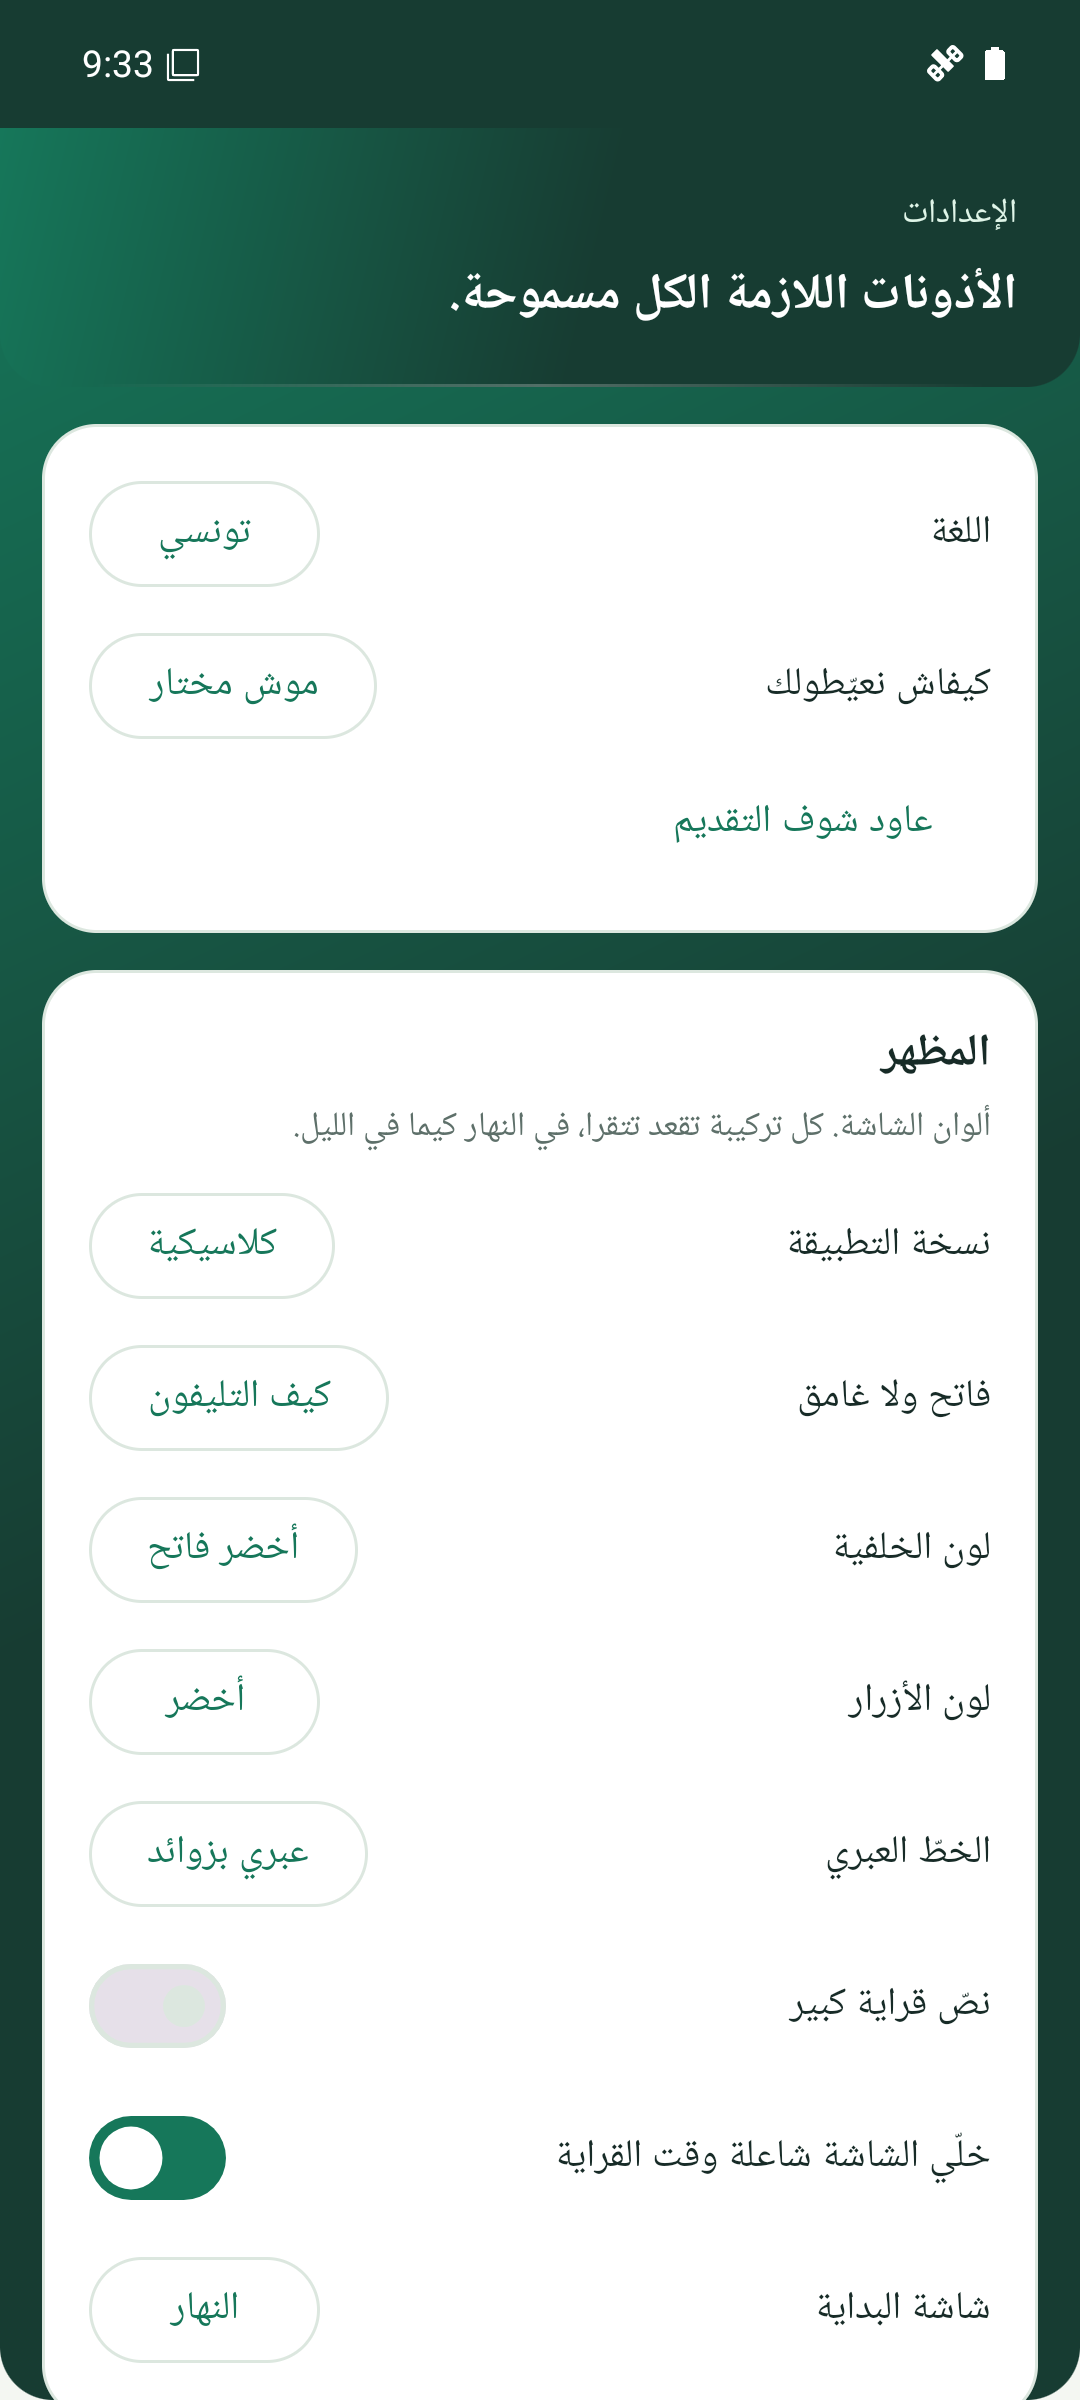 9:33
الإعدادات
الأذونات اللازمة الكل مسموحة.
اللغة
تونسي
كيفاش نعيّطولك
موش مختار
عاود شوف التقديم
المظهر
ألوان الشاشة. كل تركيبة تقعد تتقرا، في النهار كيما في الليل.
نسخة التطبيقة
كلاسيكية
فاتح ولا غامق
كيف التليفون
لون الخلفية
أخضر فاتح
لون الأزرار
أخضر
الخطّ العبري
عبري بزوائد
نصّ قراية كبير
خلّي الشاشة شاعلة وقت القراية
شاشة البداية
النهار